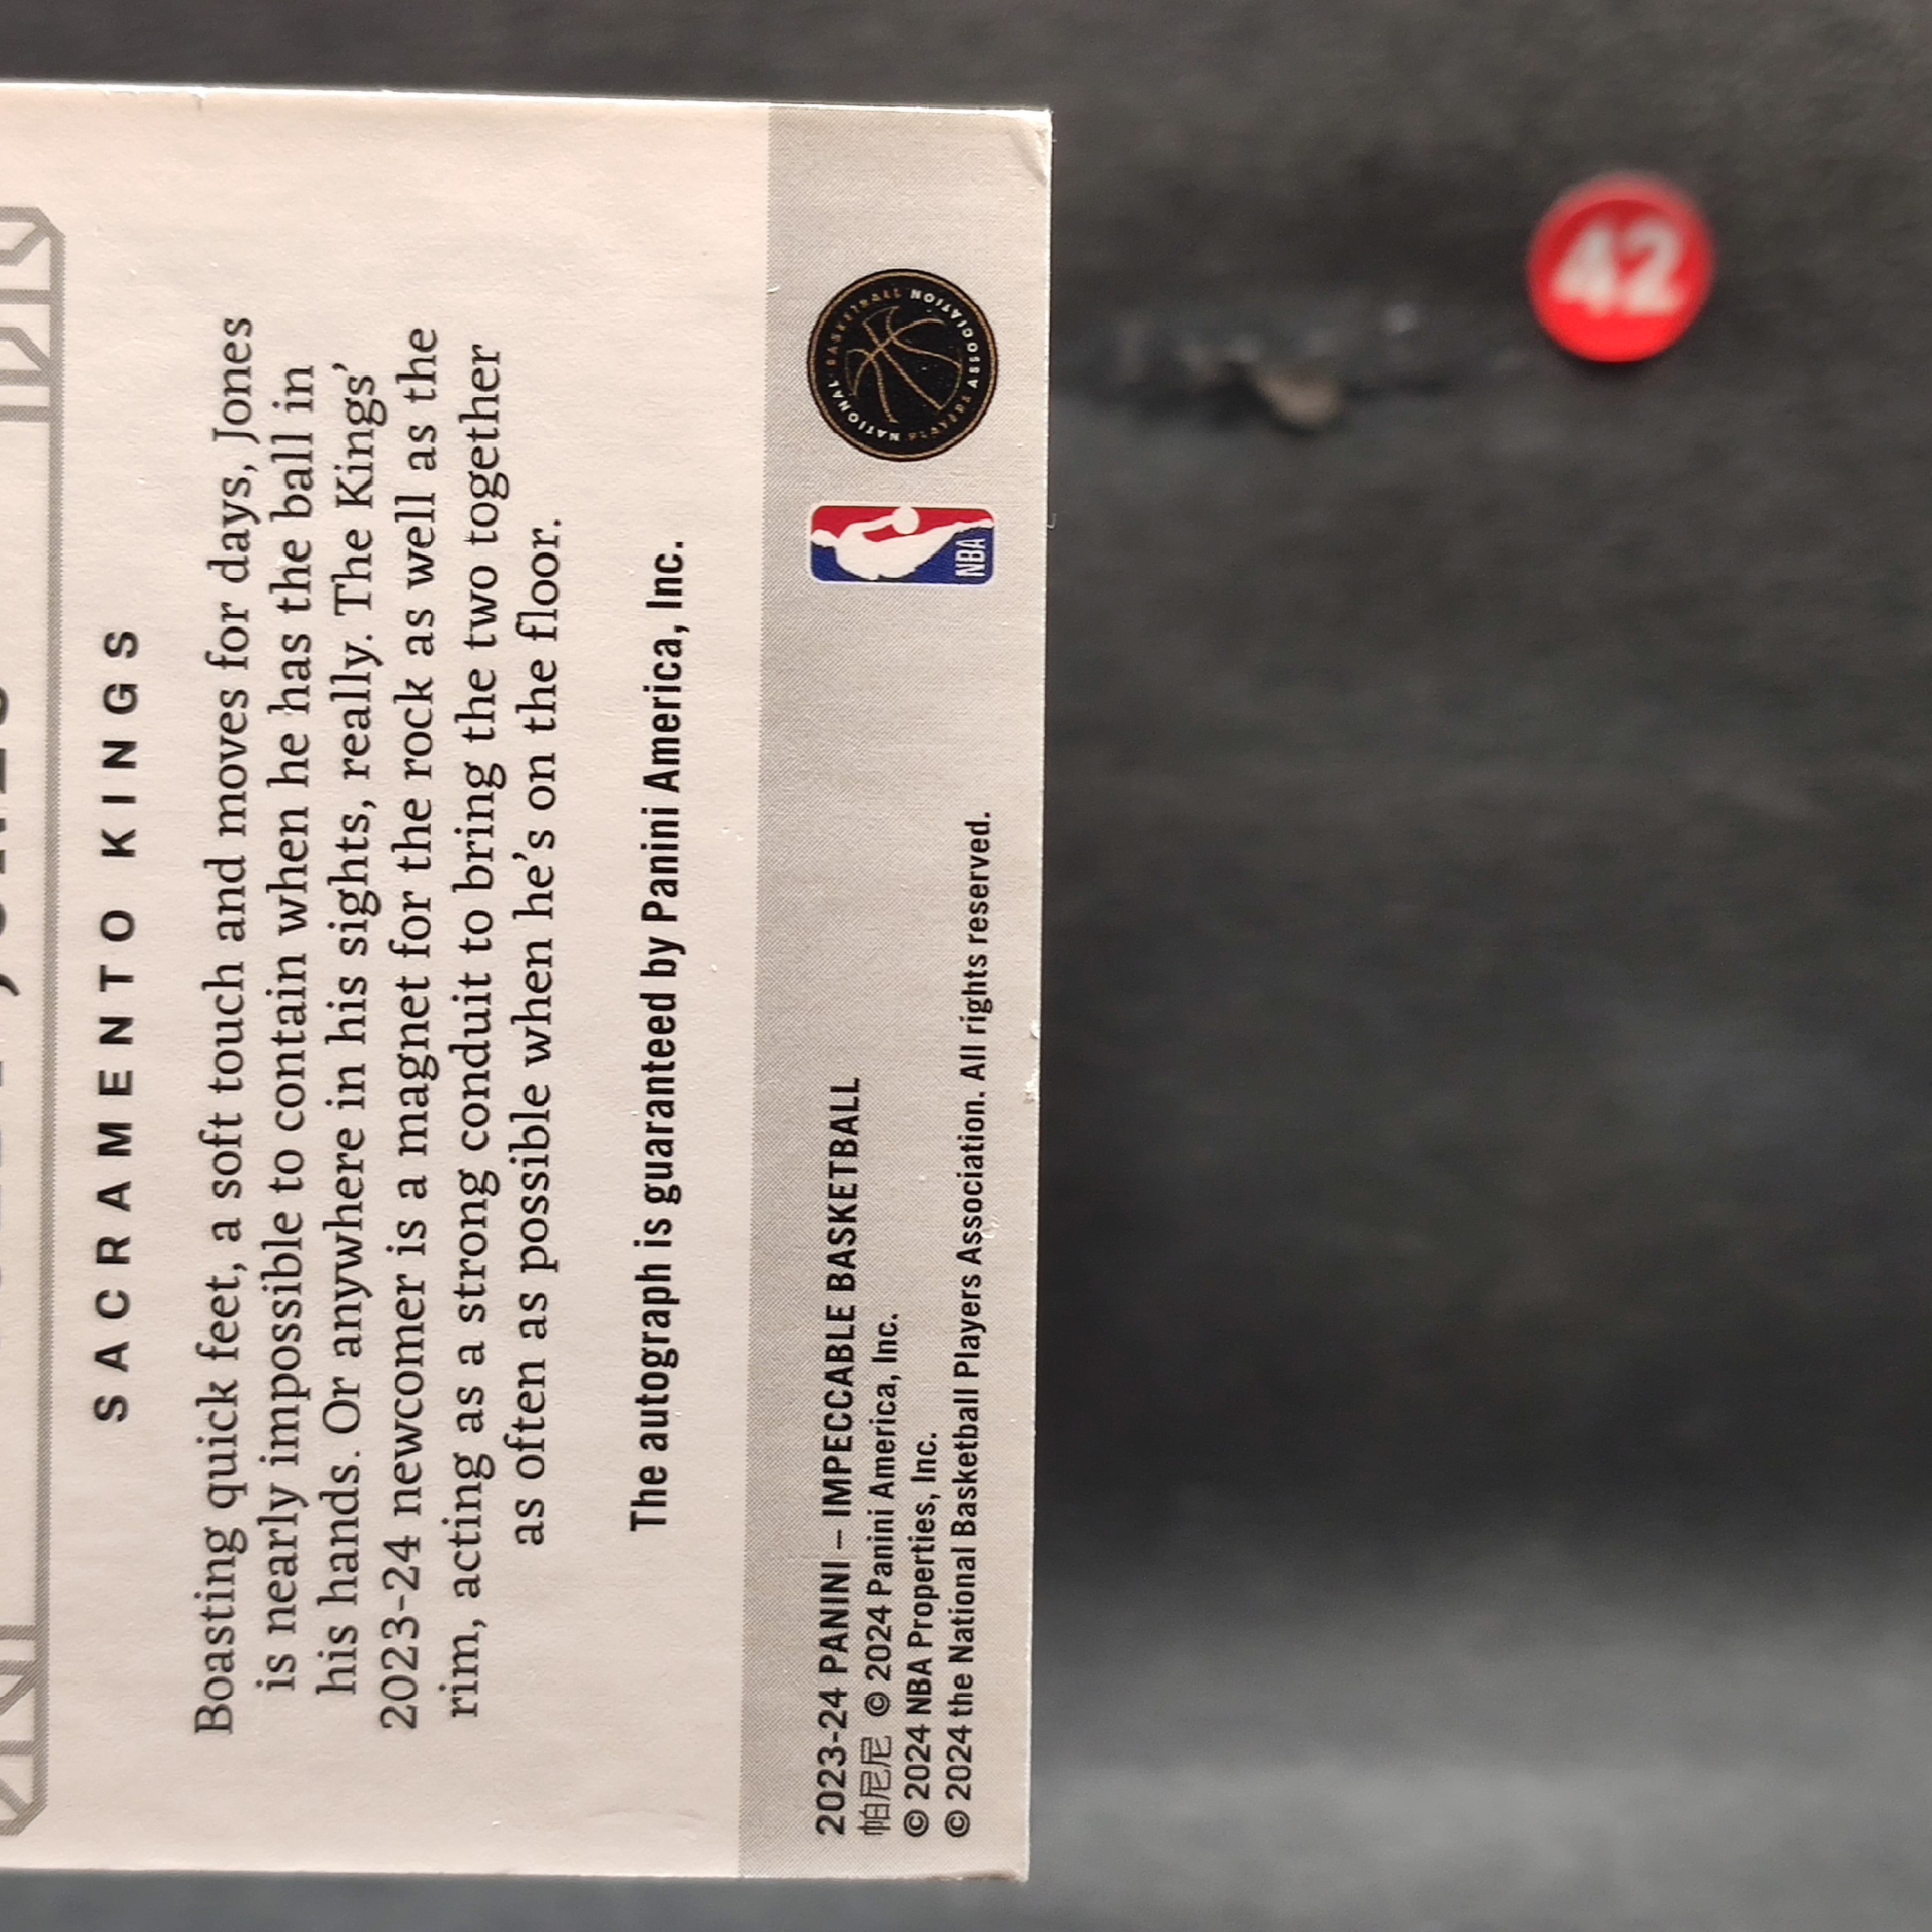 SACRAMENTO KINGS
Boasting quick feet, a soft touch and moves for days, Jones
is nearly impossible to contain when he has the ball in
his hands. Or anywhere in his sights, really. The Kings’
2023-24 newcomer is a magnet for the rock as well as the
rim, acting as a strong conduit to bring the two together
as often as possible when he’s on the floor.
The autograph is guaranteed by Panini America, Inc.
2023-24 PANINI – IMPECCABLE BASKETBALL
帕尼尼 © 2024 Panini America, Inc.
© 2024 NBA Properties, Inc.
© 2024 the National Basketball Players Association. All rights reserved.
NBA
NATIONAL BASKETBALL
PLAYERS ASSOCIATION
42